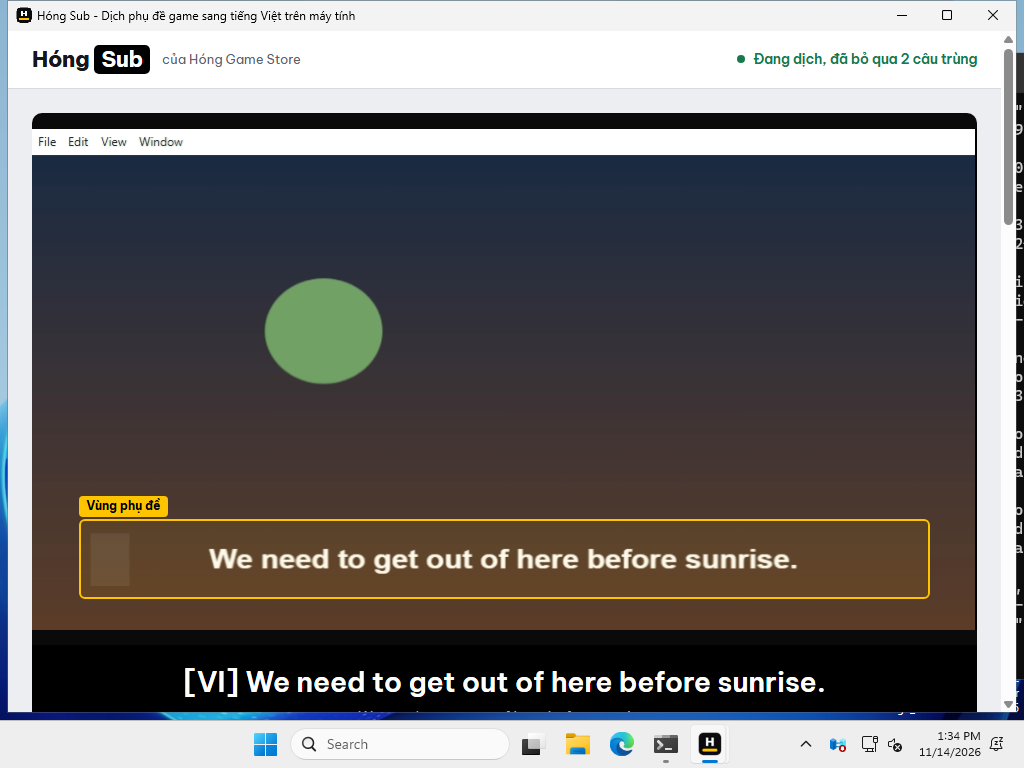 Hóng Sub - Dịch phụ đề game sang tiếng Việt trên máy tính
Hóng Sub của Hóng Game Store
Đang dịch, đã bỏ qua 2 câu trùng
File Edit View Window
Vùng phụ đề
We need to get out of here before sunrise.
[VI] We need to get out of here before sunrise.
Search
1:34 PM
11/14/2026